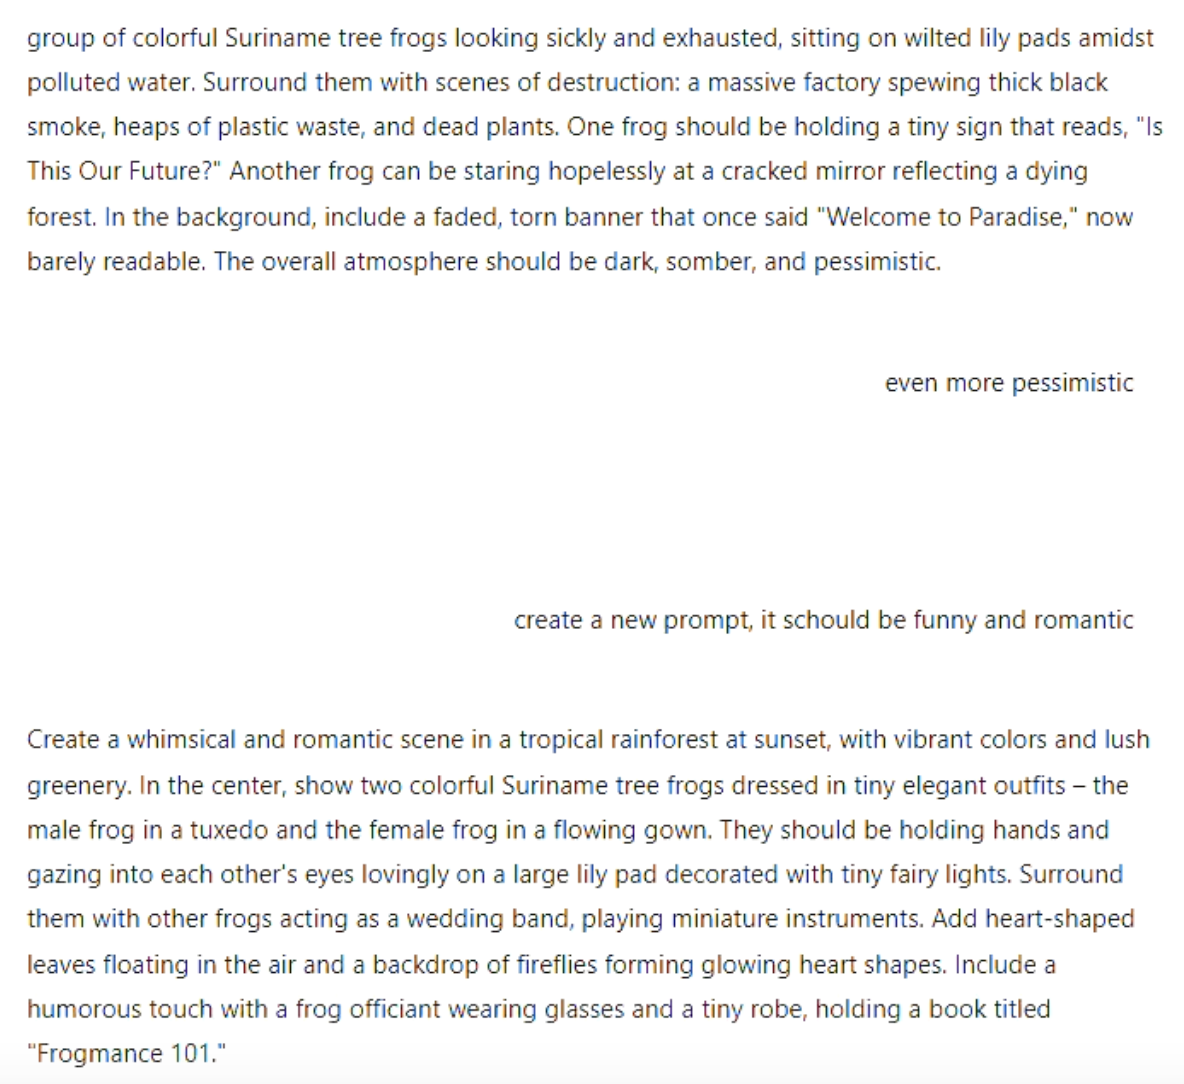 group of colorful Suriname tree frogs looking sickly and exhausted, sitting on wilted lily pads amidst
polluted water. Surround them with scenes of destruction: a massive factory spewing thick black
smoke, heaps of plastic waste, and dead plants. One frog should be holding a tiny sign that reads, "Is
This Our Future?" Another frog can be staring hopelessly at a cracked mirror reflecting a dying
forest. In the background, include a faded, torn banner that once said "Welcome to Paradise," now
barely readable. The overall atmosphere should be dark, somber, and pessimistic.
even more pessimistic
create a new prompt, it schould be funny and romantic
Create a whimsical and romantic scene in a tropical rainforest at sunset, with vibrant colors and lush
greenery. In the center, show two colorful Suriname tree frogs dressed in tiny elegant outfits – the
male frog in a tuxedo and the female frog in a flowing gown. They should be holding hands and
gazing into each other's eyes lovingly on a large lily pad decorated with tiny fairy lights. Surround
them with other frogs acting as a wedding band, playing miniature instruments. Add heart-shaped
leaves floating in the air and a backdrop of fireflies forming glowing heart shapes. Include a
humorous touch with a frog officiant wearing glasses and a tiny robe, holding a book titled
"Frogmance 101."